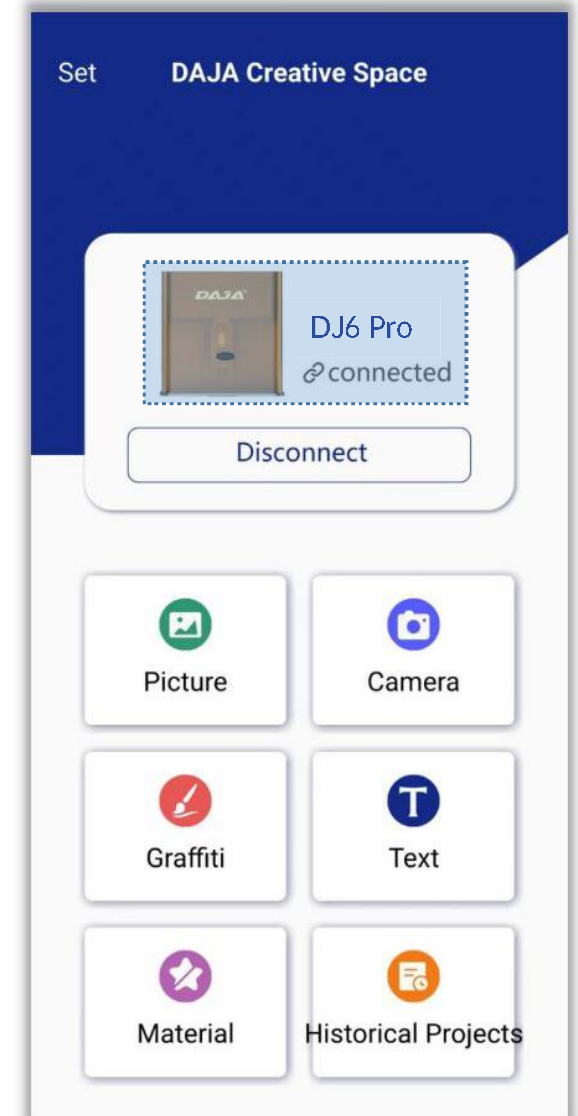 Set DAJA Creative Space
DAJA
DJ6 Pro
connected
Disconnect
Picture Camera
Graffiti Text
Material Historical Projects